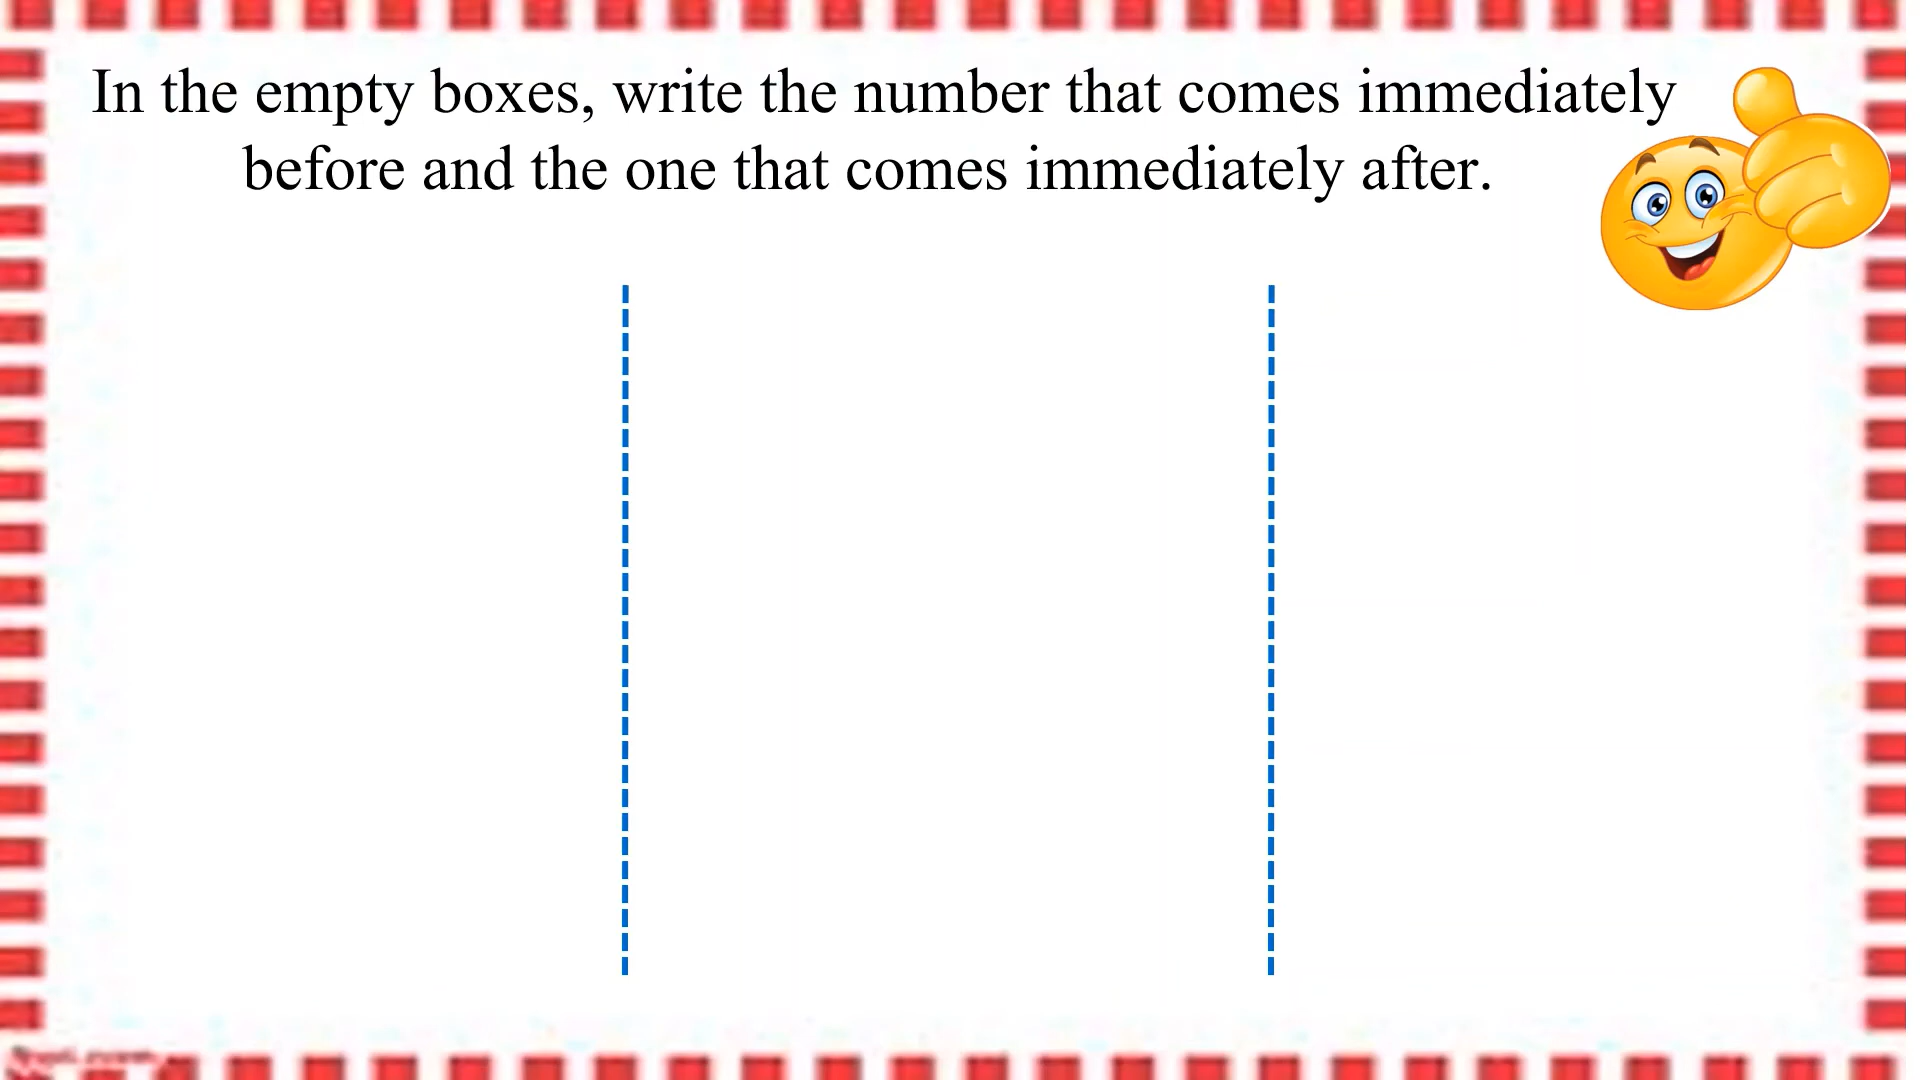 In the empty boxes, write the number that comes immediately
before and the one that comes immediately after.